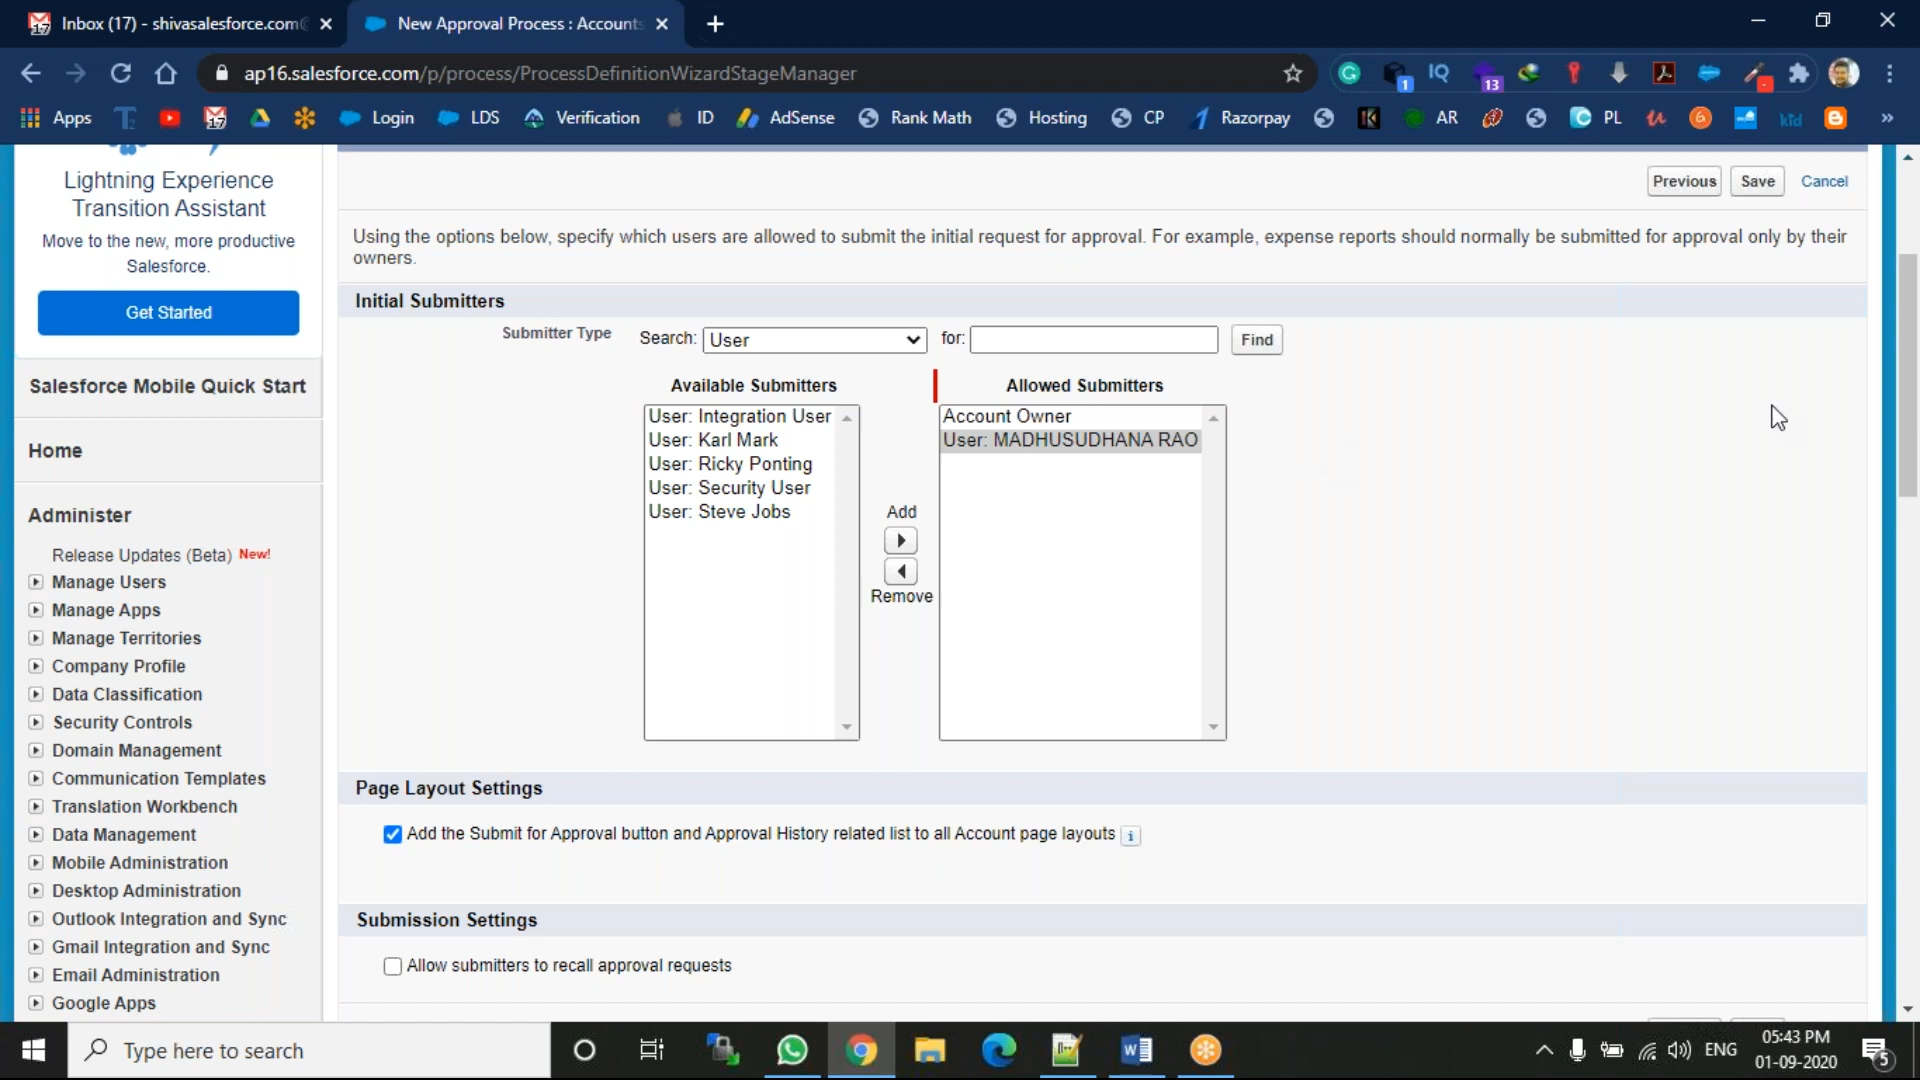 Inbox (17) - shivasalesforce.com@
New Approval Process : Accounts
ap16.salesforce.com/p/process/ProcessDefinitionWizardStageManager
IQ
1
13
Apps
17
Login
LDS
Verification
ID
AdSense
Rank Math
Hosting
CP
Razorpay
AR
PL
kid
»
Lightning Experience
Transition Assistant
Move to the new, more productive
Salesforce.
Get Started
Salesforce Mobile Quick Start
Home
Administer
Release Updates (Beta) New!
Manage Users
Manage Apps
Manage Territories
Company Profile
Data Classification
Security Controls
Domain Management
Communication Templates
Translation Workbench
Data Management
Mobile Administration
Desktop Administration
Outlook Integration and Sync
Gmail Integration and Sync
Email Administration
Google Apps
Previous Save Cancel
Using the options below, specify which users are allowed to submit the initial request for approval. For example, expense reports should normally be submitted for approval only by their
owners.
Initial Submitters
Submitter Type Search: User for: Find
Available Submitters
User: Integration User
User: Karl Mark
User: Ricky Ponting
User: Security User
User: Steve Jobs
Add
Remove
Allowed Submitters
Account Owner
User: MADHUSUDHANA RAO
Page Layout Settings
Add the Submit for Approval button and Approval History related list to all Account page layouts i
Submission Settings
Allow submitters to recall approval requests
Type here to search
ENG
05:43 PM
01-09-2020
5